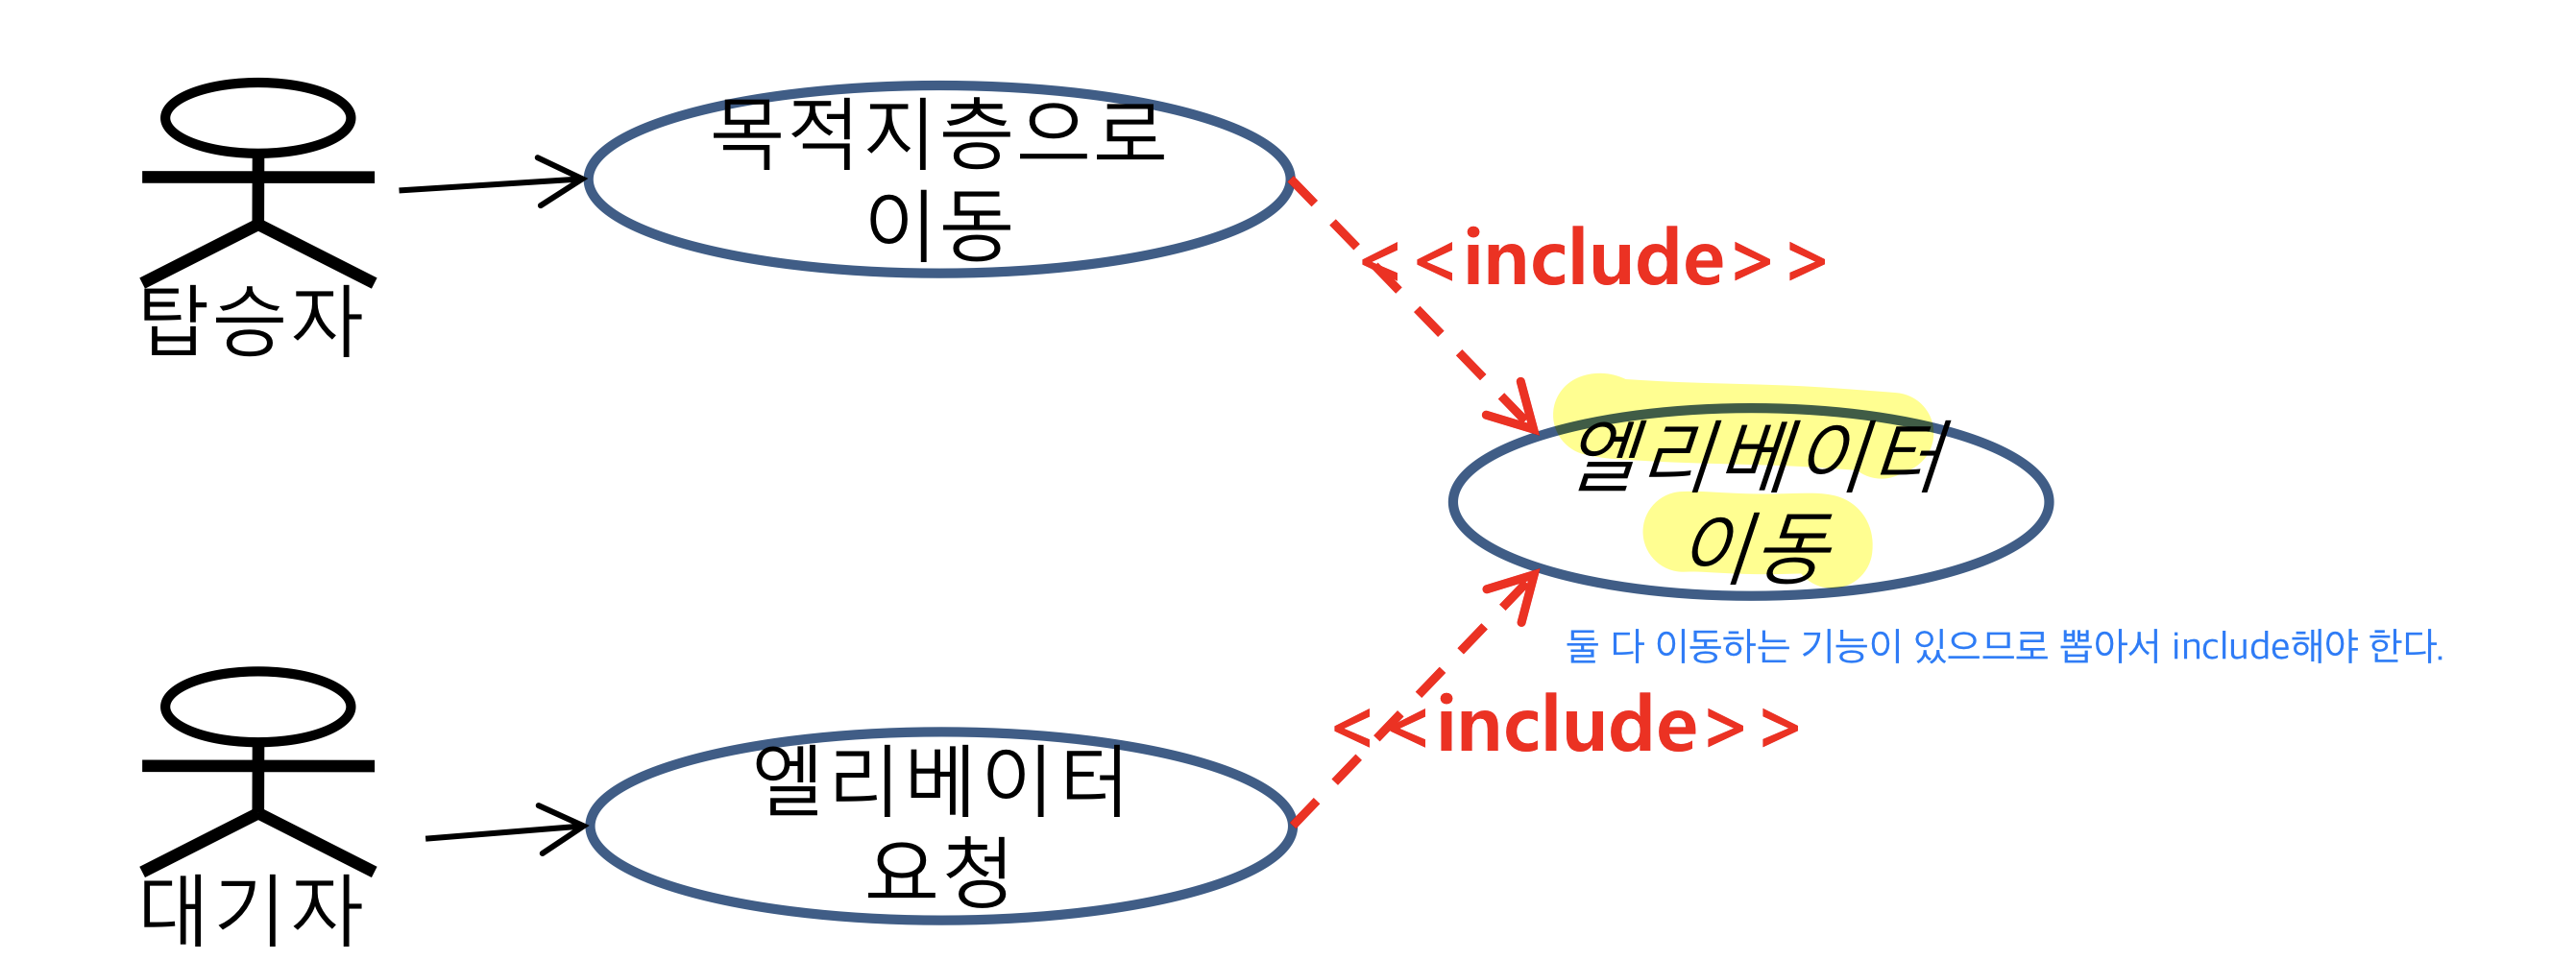 목적지층으로
이동
탑승자
<<include>>
엘리베이터
이동
둘 다 이동하는 기능이 있으므로 뽑아서 include해야 한다.
<<include>>
엘리베이터
요청
대기자